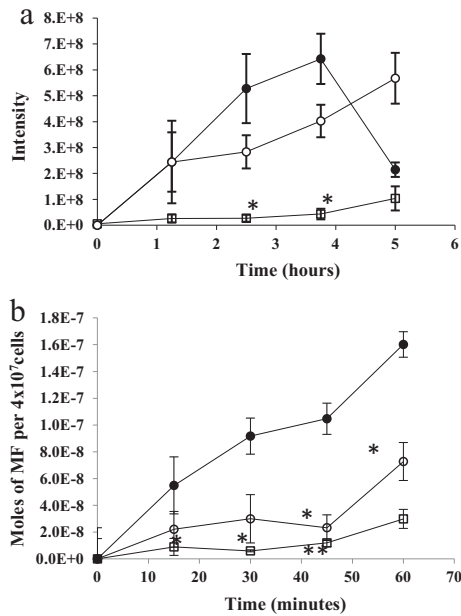 a
8.E+8
7.E+8
6.E+8
5.E+8
4.E+8
3.E+8
2.E+8
1.E+8
0.E+0
Intensity
* *
0 1 2 3 4 5 6
Time (hours)
b
1.8E-7
1.6E-7
1.4E-7
1.2E-7
1.0E-7
8.0E-8
6.0E-8
4.0E-8
2.0E-8
0.0E+0
Moles of MF per 4x10⁷cells
*
*
* *
**
0 10 20 30 40 50 60 70
Time (minutes)